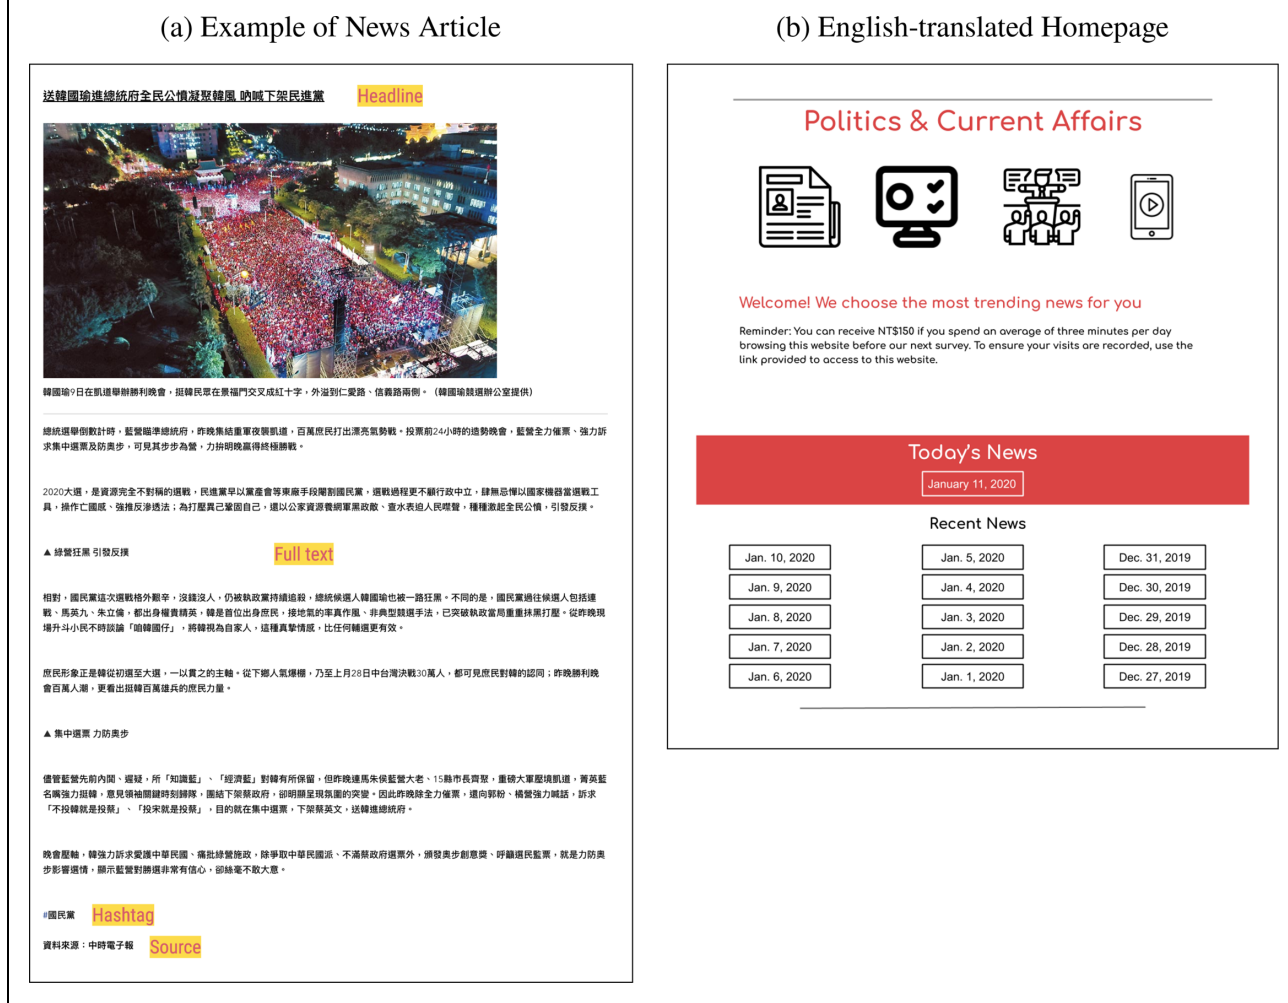 (a) Example of News Article
送韓國瑜進總統府全民公憤凝聚韓風 吶喊下架民進黨
Headline
韓國瑜9日在凱道舉辦勝利晚會，挺韓民眾在景福門交叉成紅十字，外溢到仁愛路、信義路兩側。（韓國瑜競選辦公室提供）
總統選舉倒數計時，藍營瞄準總統府，昨晚集結重軍夜襲凱道，百萬庶民打出漂亮氣勢戰。投票前24小時的造勢晚會，藍營全力催票、強力訴
求集中選票及防奧步，可見其步步為營，力拚明晚贏得終極勝戰。
2020大選，是資源完全不對稱的選戰，民進黨早以黨產會等東廠手段閹割國民黨，選戰過程更不顧行政中立，肆無忌憚以國家機器當選戰工
具，操作亡國感、強推反滲透法；為打壓異己鞏固自己，還以公家資源養網軍黑政敵、查水表迫人民噤聲，種種激起全民公憤，引發反撲。
▲ 綠營狂黑 引發反撲
Full text
相對，國民黨這次選戰格外艱辛，沒錢沒人，仍被執政黨持續追殺，總統候選人韓國瑜也被一路狂黑。不同的是，國民黨過往候選人包括連
戰、馬英九、朱立倫，都出身權貴精英，韓是首位出身庶民，接地氣的率真作風、非典型競選手法，已突破執政當局重重抹黑打壓。從昨晚現
場升斗小民不時談論「咱韓國仔」，將韓視為自家人，這種真摯情感，比任何輔選更有效。
庶民形象正是韓從初選至大選，一以貫之的主軸。從下鄉人氣爆棚，乃至上月28日中台灣決戰30萬人，都可見庶民對韓的認同；昨晚勝利晚
會百萬人潮，更看出挺韓百萬雄兵的庶民力量。
▲ 集中選票 力防奧步
儘管藍營先前內鬨、遲疑，所「知識藍」、「經濟藍」對韓有所保留，但昨晚連馬朱侯藍營大老、15縣市長齊聚，重磅大軍壓境凱道，菁英藍
名嘴強力挺韓，意見領袖關鍵時刻歸隊，團結下架蔡政府，卻明顯呈現氛圍的突變。因此昨晚除全力催票，還向郭粉、橘營強力喊話，訴求
「不投韓就是投蔡」、「投宋就是投蔡」，目的就在集中選票，下架蔡英文，送韓進總統府。
晚會壓軸，韓強力訴求愛護中華民國、痛批綠營施政，除爭取中華民國派、不滿蔡政府選票外，頒發奧步創意獎、呼籲選民監票，就是力防奧
步影響選情，顯示藍營對勝選非常有信心，卻絲毫不敢大意。
#國民黨 Hashtag
資料來源：中時電子報 Source
(b) English-translated Homepage
Politics & Current Affairs
Welcome! We choose the most trending news for you
Reminder: You can receive NT$150 if you spend an average of three minutes per day
browsing this website before our next survey. To ensure your visits are recorded, use the
link provided to access to this website.
Today's News
January 11, 2020
Recent News
Jan. 10, 2020 Jan. 5, 2020 Dec. 31, 2019
Jan. 9, 2020 Jan. 4, 2020 Dec. 30, 2019
Jan. 8, 2020 Jan. 3, 2020 Dec. 29, 2019
Jan. 7, 2020 Jan. 2, 2020 Dec. 28, 2019
Jan. 6, 2020 Jan. 1, 2020 Dec. 27, 2019